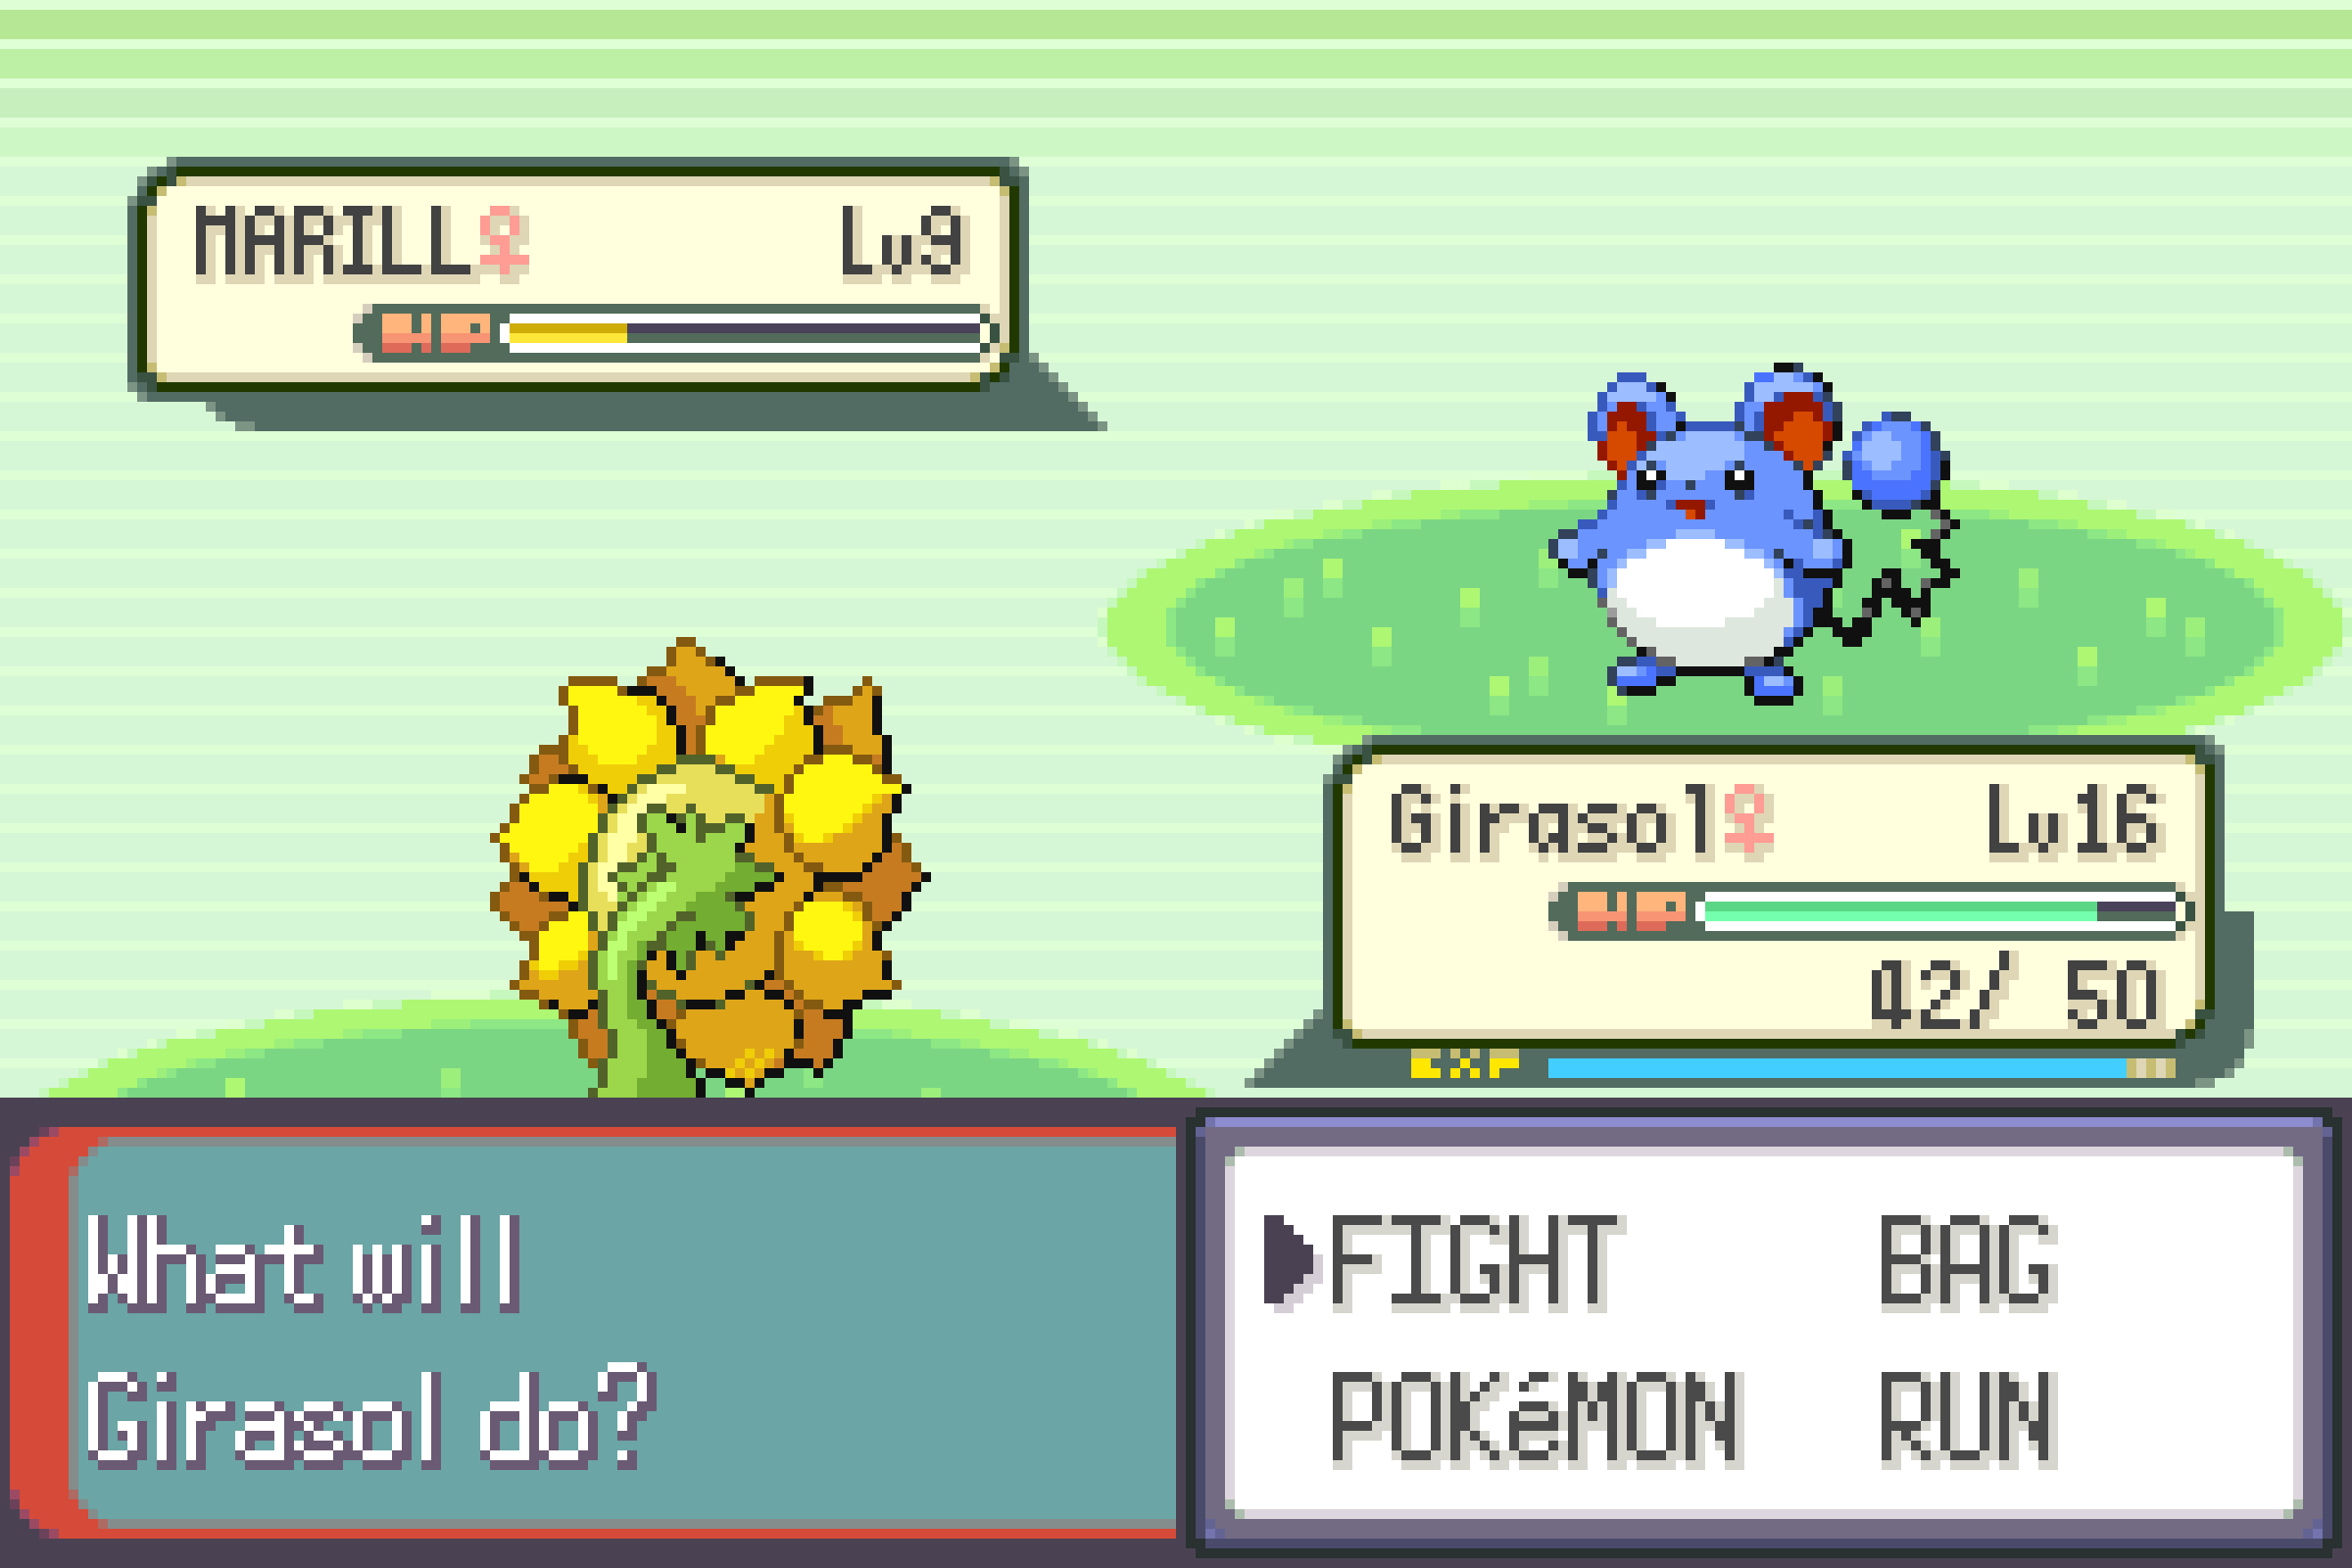 MARILL♀ Lv9
HP
Girasol♀ Lv16
HP
42/ 50
EXP
What will
Girasol do?
FIGHT BAG
POKéMON RUN